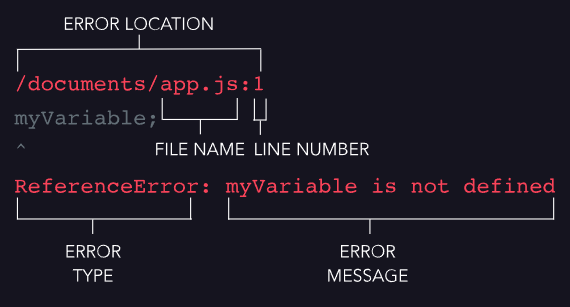 ERROR LOCATION
/documents/app.js:1
myVariable;
^
FILE NAME LINE NUMBER
ReferenceError: myVariable is not defined
ERROR TYPE
ERROR MESSAGE